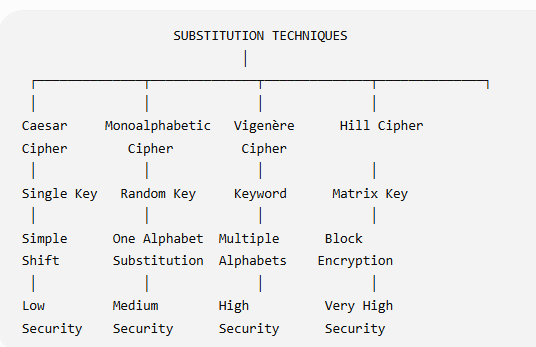 SUBSTITUTION TECHNIQUES
Caesar Monoalphabetic Vigenère Hill Cipher
Cipher Cipher Cipher
Single Key Random Key Keyword Matrix Key
Simple One Alphabet Multiple Block
Shift Substitution Alphabets Encryption
Low Medium High Very High
Security Security Security Security